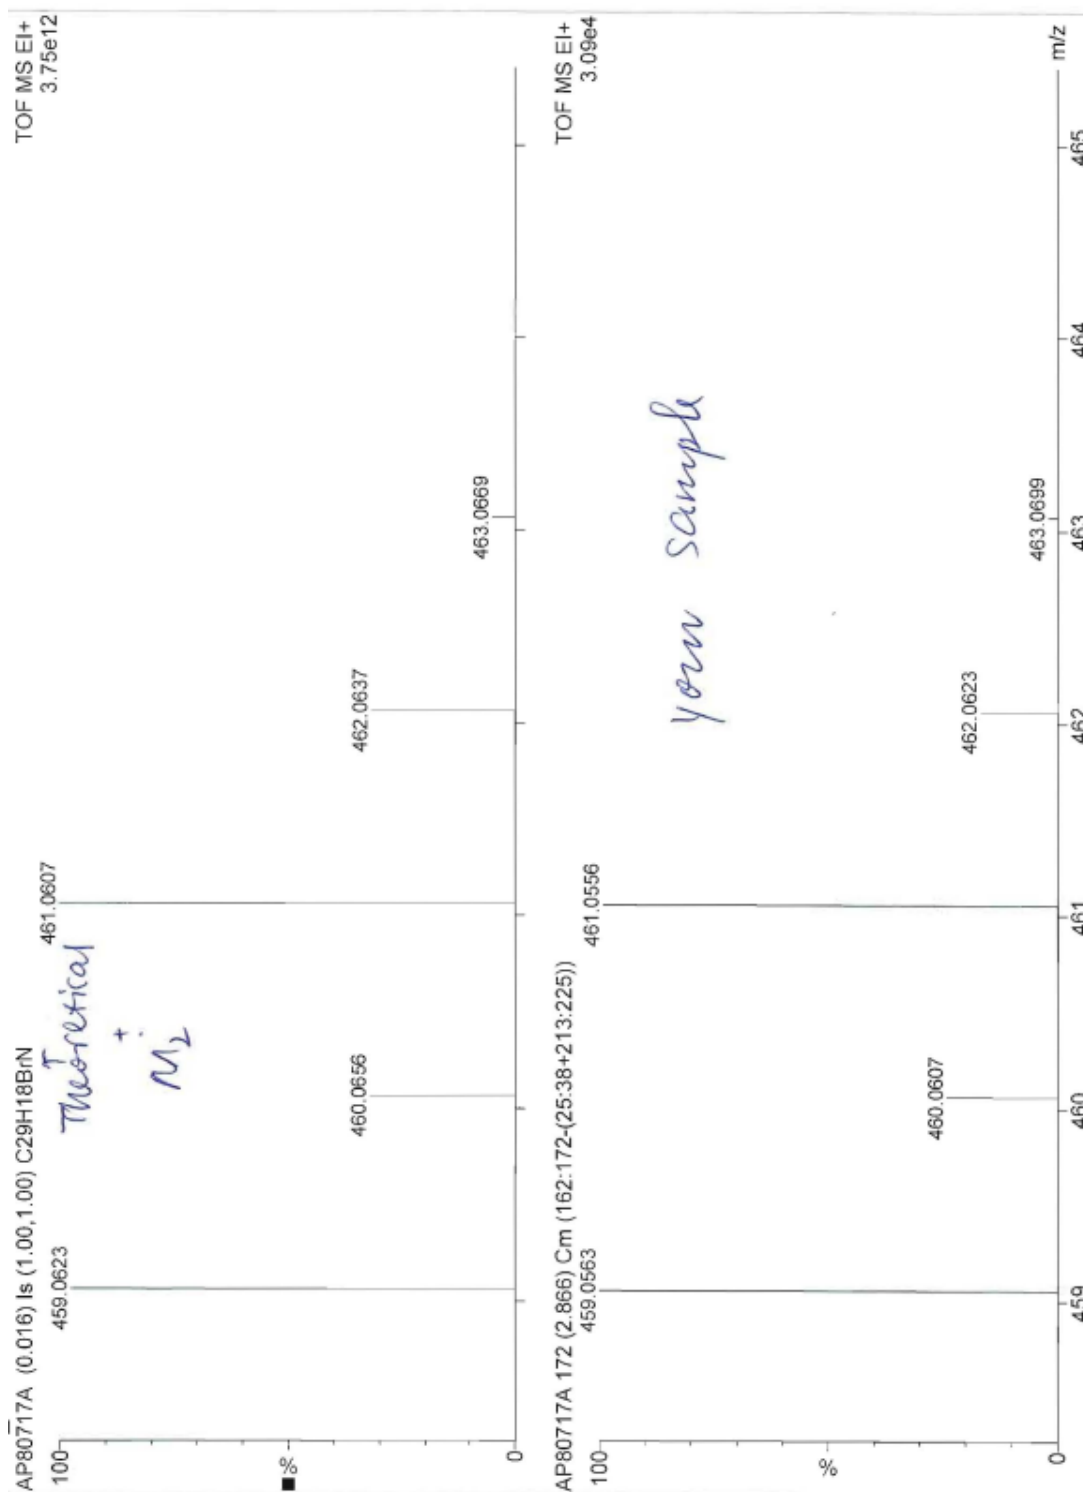 AP80717A (0.016) Is (1.00,1.00) C29H18BrN
TOF MS EI+
3.75e12
100
%
0
459.0623
460.0656
461.0607
462.0637
463.0669
Theoretical
M2 +.
AP80717A 172 (2.866) Cm (162:172-(25:38+213:225))
TOF MS EI+
3.09e4
100
%
0
459.0563
460.0607
461.0556
462.0623
463.0699
your sample
459
460
461
462
463
464
465
m/z